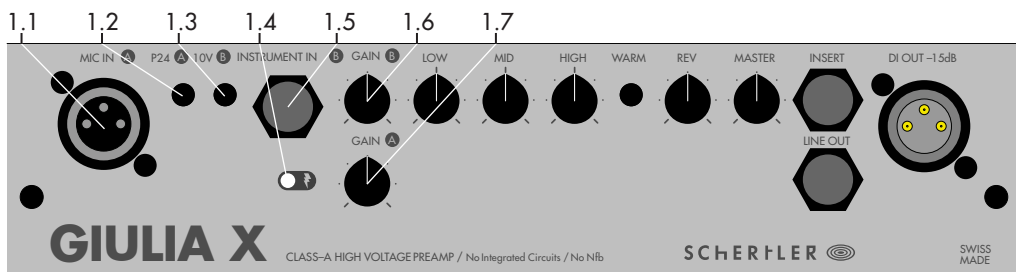 1.1 1.2 1.3 1.4 1.5 1.6 1.7
MIC IN A P24 A 10V B INSTRUMENT IN B GAIN B LOW MID HIGH WARM REV MASTER INSERT DI OUT –15dB
GAIN A LINE OUT
GIULIA X CLASS–A HIGH VOLTAGE PREAMP / No Integrated Circuits / No Nfb SCHERTLER SWISS
MADE